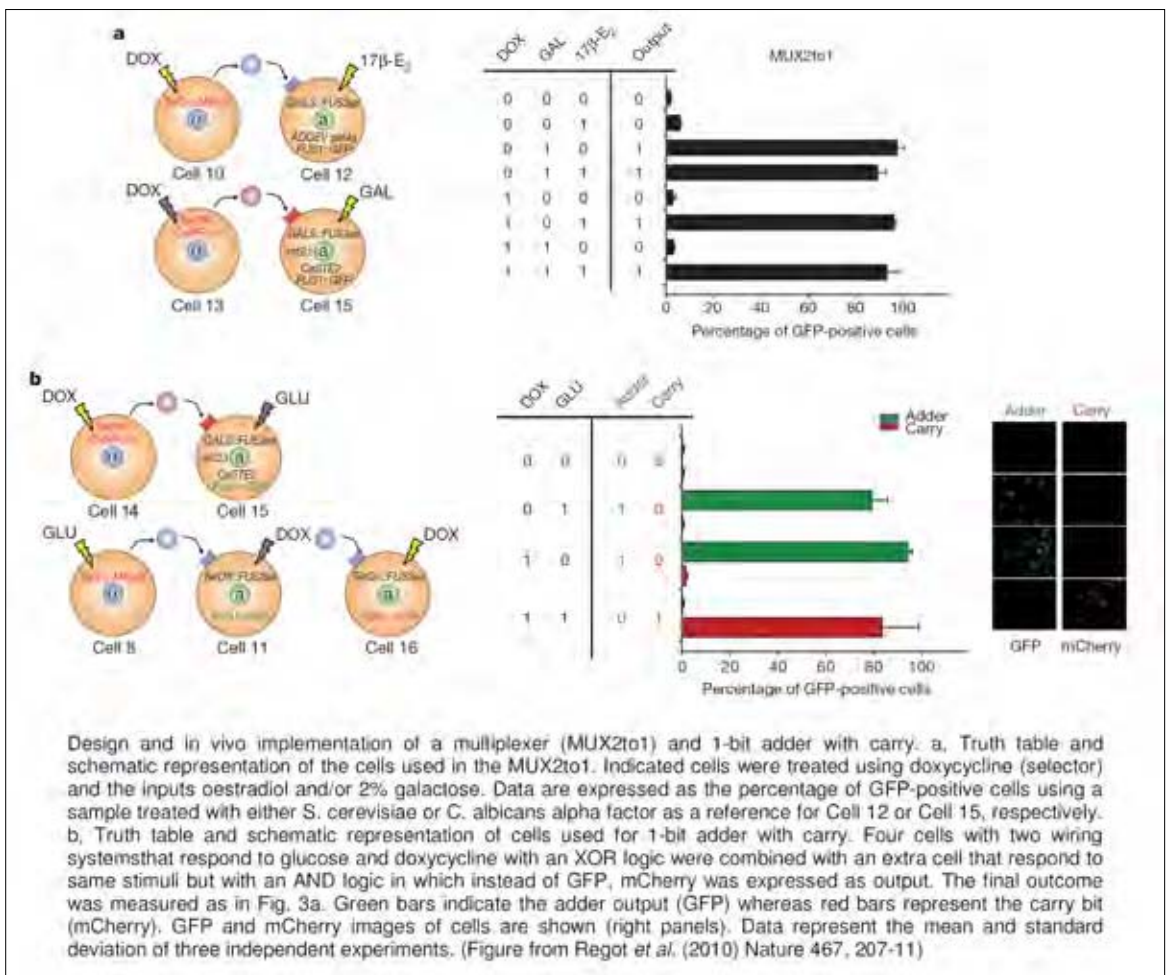 a
DOX 17β-E₂
GALS::FUS3as
a
ADGEV
FUS1::GFP
Cell 10 Cell 12
DOX GAL
GALS::FUS3as
a
CaSTE2
FUS1::GFP
Cell 13 Cell 15
DOX GAL 17β-E₂ Output MUX2to1
0 0 0 0
0 0 1 0
0 1 0 1
0 1 1 1
1 0 0 0
1 0 1 1
1 1 0 0
1 1 1 1
0 20 40 60 80 100
Percentage of GFP-positive cells
b
DOX GLU
GALS::FUS3as
a
CaSTE2
Cell 14 Cell 15
GLU DOX DOX
a a
Cell 8 Cell 11 Cell 16
DOX GLU Carry
0 0 0 0
0 1 1 0
1 0 1 0
1 1 0 1
Adder
Carry
0 20 40 60 80 100
Percentage of GFP-positive cells
Adder Carry
GFP mCherry
Design and in vivo implementation of a multiplexer (MUX2to1) and 1-bit adder with carry. a, Truth table and
schematic representation of the cells used in the MUX2to1. Indicated cells were treated using doxycycline (selector)
and the inputs oestradiol and/or 2% galactose. Data are expressed as the percentage of GFP-positive cells using a
sample treated with either S. cerevisiae or C. albicans alpha factor as a reference for Cell 12 or Cell 15, respectively.
b, Truth table and schematic representation of cells used for 1-bit adder with carry. Four cells with two wiring
systemsthat respond to glucose and doxycycline with an XOR logic were combined with an extra cell that respond to
same stimuli but with an AND logic in which instead of GFP, mCherry was expressed as output. The final outcome
was measured as in Fig. 3a. Green bars indicate the adder output (GFP) whereas red bars represent the carry bit
(mCherry). GFP and mCherry images of cells are shown (right panels). Data represent the mean and standard
deviation of three independent experiments. (Figure from Regot et al. (2010) Nature 467, 207-11)